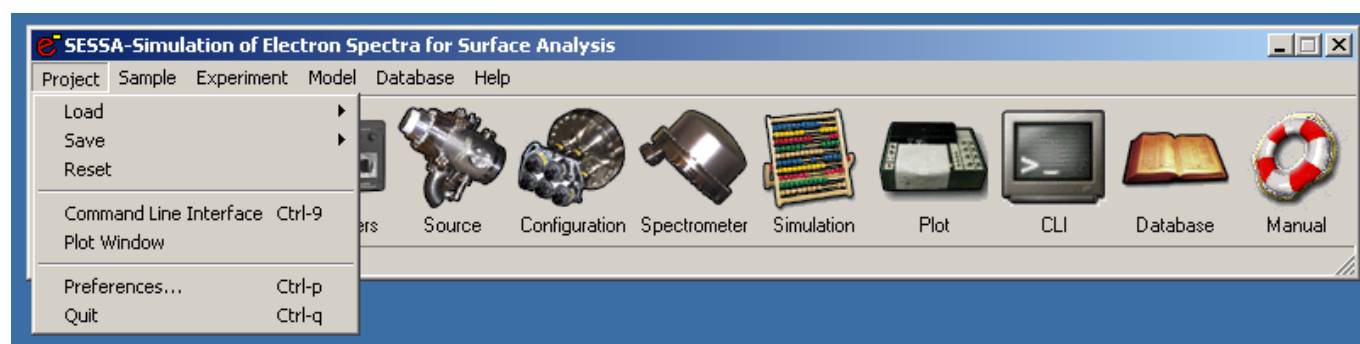 SESSA-Simulation of Electron Spectra for Surface Analysis
Project Sample Experiment Model Database Help
Load
Save
Reset
Command Line Interface Ctrl-9
Plot Window
Preferences... Ctrl-p
Quit Ctrl-q
ers Source Configuration Spectrometer Simulation Plot CLI Database Manual